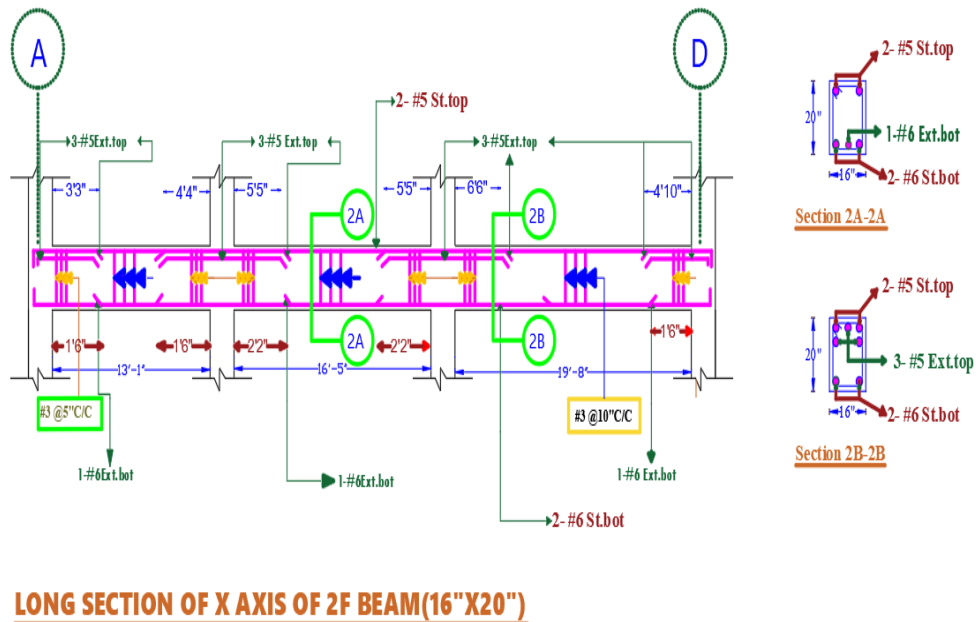 A
D
2- #5 St.top
3-#5Ext.top
3-#5 Ext.top
3-#5Ext.top
3'3"
4'4"
5'5"
5'5"
6'6"
4'10"
2A
2B
2A
2B
1'6"
1'6"
2'2"
2'2"
1'6"
13'-1"
16'-5"
19'-8"
#3 @5"C/C
#3 @10"C/C
1-#6Ext.bot
1-#6Ext.bot
1-#6 Ext.bot
2- #6 St.bot
2- #5 St.top
20"
1-#6 Ext.bot
16"
2- #6 St.bot
Section 2A-2A
2- #5 St.top
20"
3- #5 Ext.top
16"
2- #6 St.bot
Section 2B-2B
LONG SECTION OF X AXIS OF 2F BEAM(16"X20")